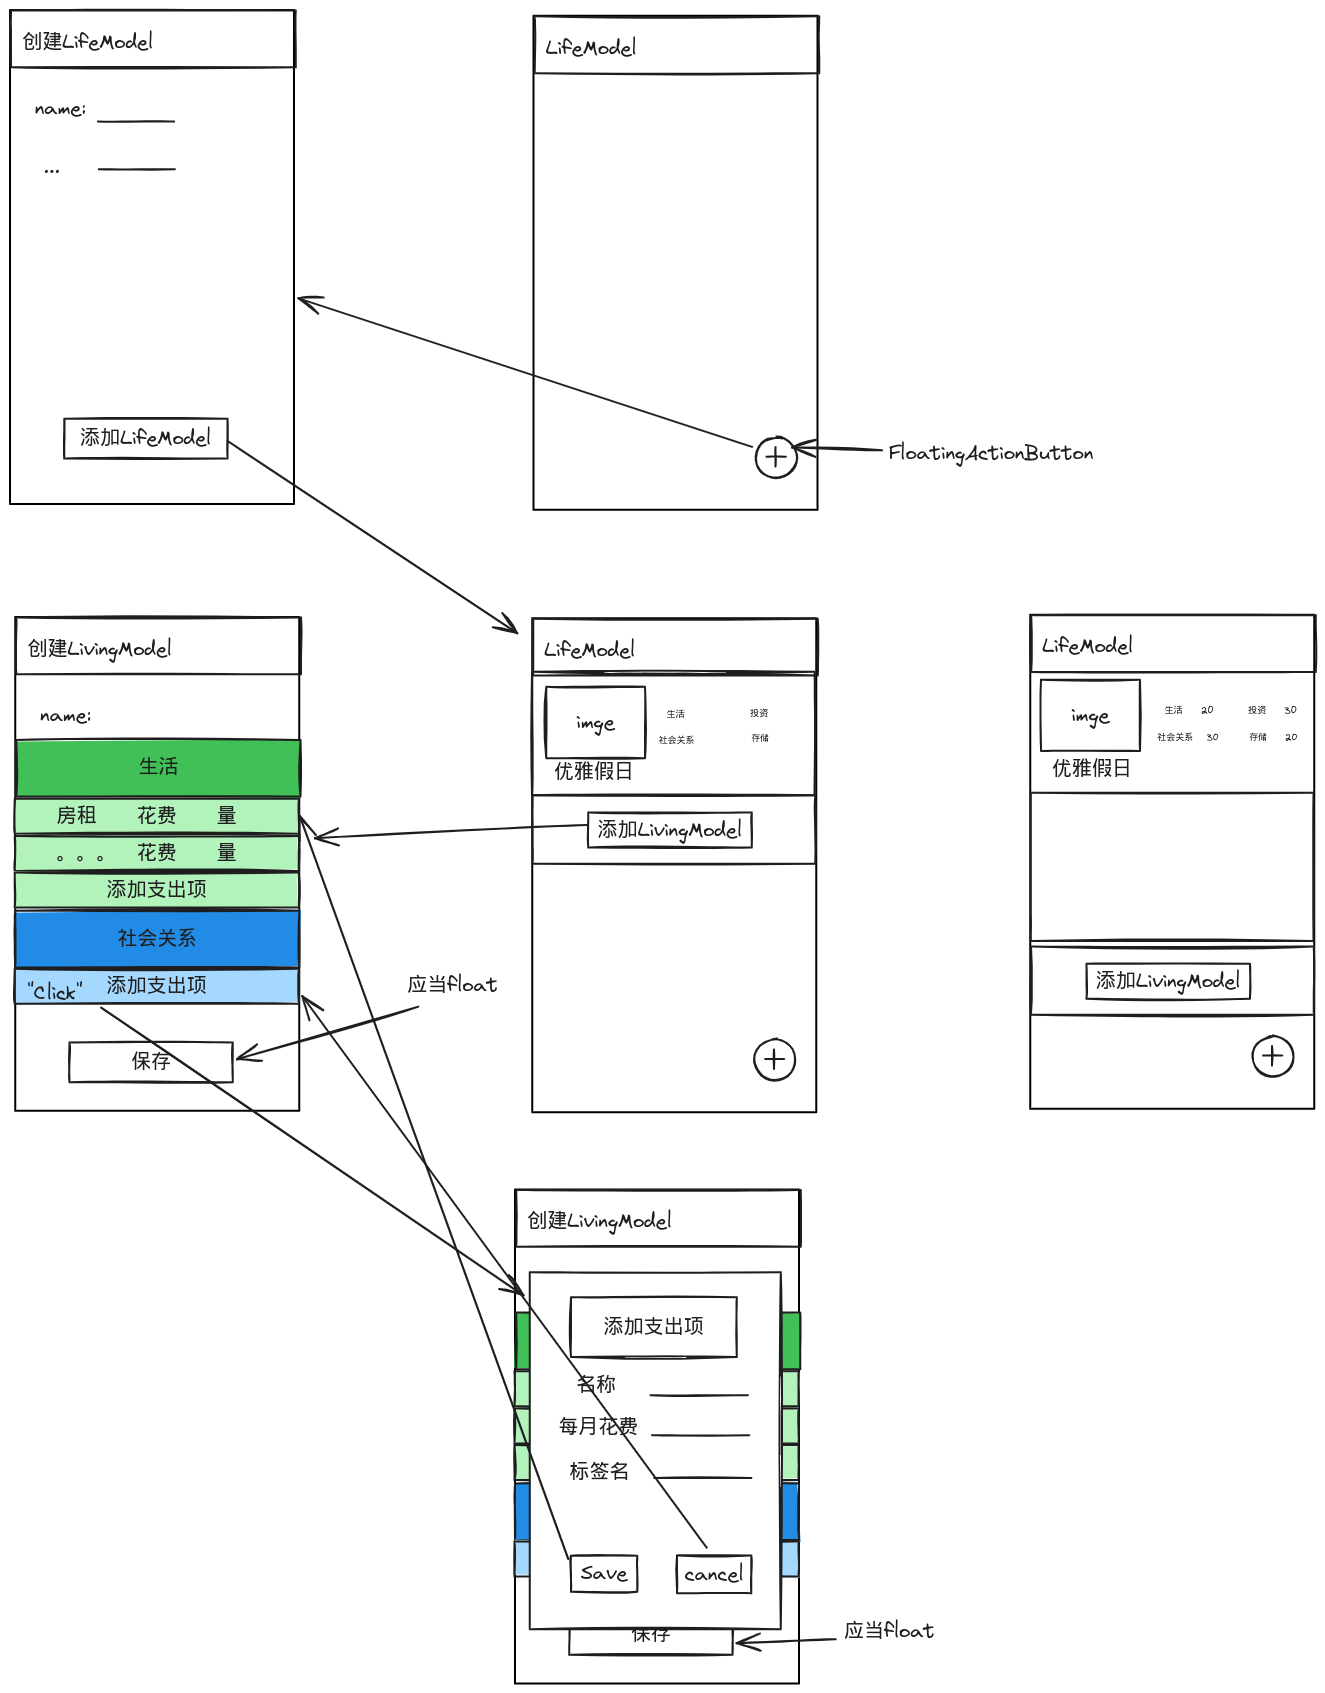 创建LifeModel
name:
...
添加LifeModel
LifeModel
FloatingActionButton
创建LivingModel
name:
生活
房租 花费 量
。。。 花费 量
添加支出项
社会关系
"Click" 添加支出项
保存
应当float
LifeModel
imge
生活 投资
社会关系 存储
优雅假日
添加LivingModel
LifeModel
imge
生活 20 投资 30
社会关系 30 存储 20
优雅假日
添加LivingModel
创建LivingModel
添加支出项
名称
每月花费
标签名
Save cancel
保存
应当float